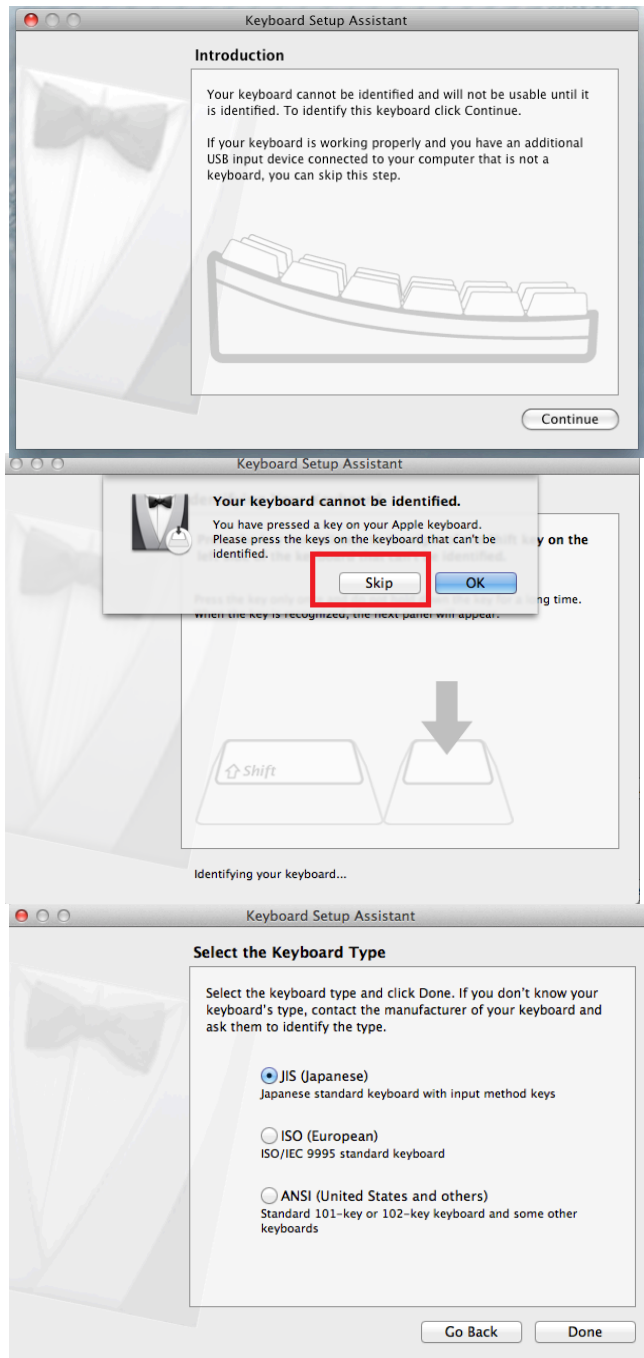 Keyboard Setup Assistant
Introduction
Your keyboard cannot be identified and will not be usable until it
is identified. To identify this keyboard click Continue.
If your keyboard is working properly and you have an additional
USB input device connected to your computer that is not a
keyboard, you can skip this step.
Continue
Keyboard Setup Assistant
Your keyboard cannot be identified.
You have pressed a key on your Apple keyboard.
Please press the keys on the keyboard that can't be
identified.
y on the
Skip
OK
ng time.
When the key is recognized, the next panel will appear.
Shift
Identifying your keyboard...
Keyboard Setup Assistant
Select the Keyboard Type
Select the keyboard type and click Done. If you don't know your
keyboard's type, contact the manufacturer of your keyboard and
ask them to identify the type.
JIS (Japanese)
Japanese standard keyboard with input method keys
ISO (European)
ISO/IEC 9995 standard keyboard
ANSI (United States and others)
Standard 101-key or 102-key keyboard and some other
keyboards
Go Back
Done